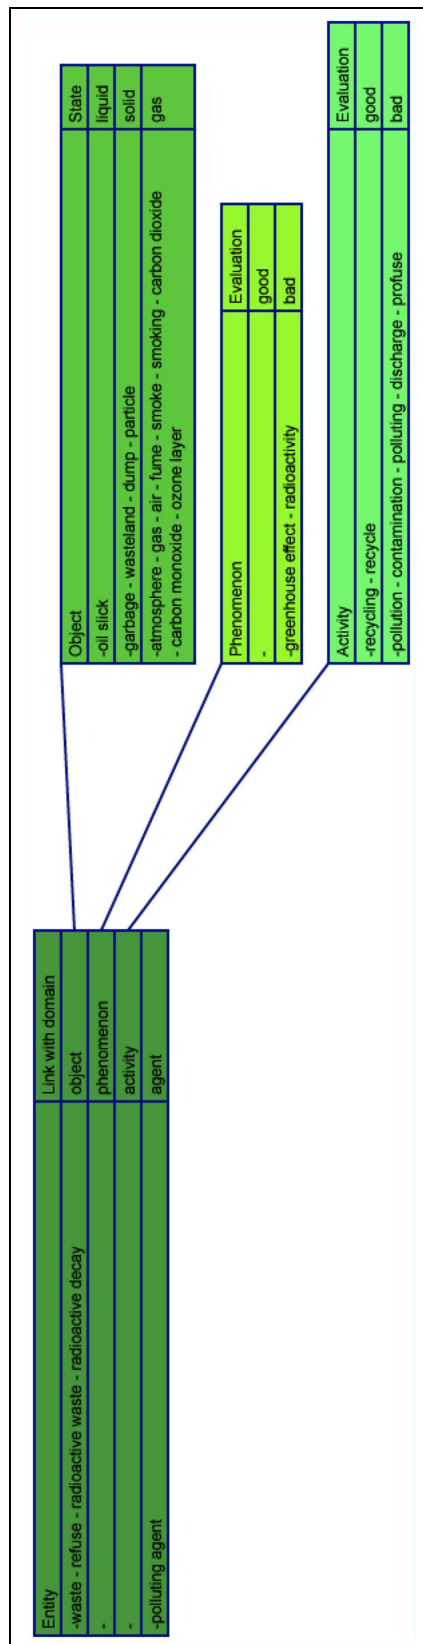 Entity Link with domain
-waste - refuse - radioactive waste - radioactive decay object
- phenomenon
- activity
-polluting agent agent
Object State
-oil slick liquid
-garbage - wasteland - dump - particle solid
-atmosphere - gas - air - fume - smoke - smoking - carbon dioxide gas
- carbon monoxide - ozone layer
Phenomenon Evaluation
- good
-greenhouse effect - radioactivity bad
Activity Evaluation
-recycling - recycle good
-pollution - contamination - polluting - discharge - profuse bad